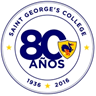 SAINT GEORGE'S COLLEGE
80
AÑOS
1936 * 2016